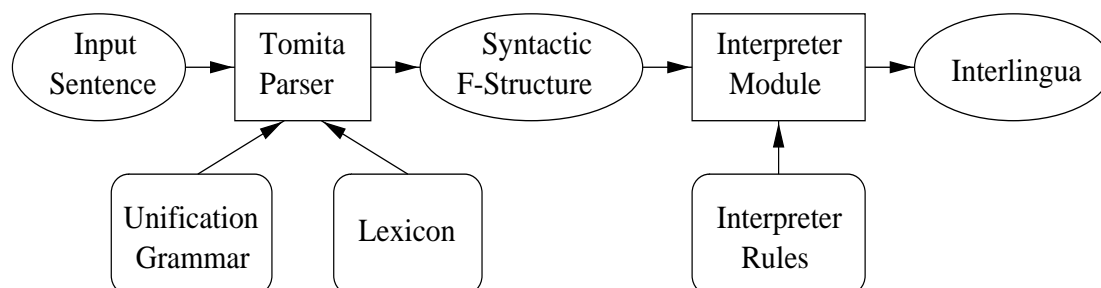 Input
Sentence
Tomita
Parser
Syntactic
F-Structure
Interpreter
Module
Interlingua
Unification
Grammar
Lexicon
Interpreter
Rules